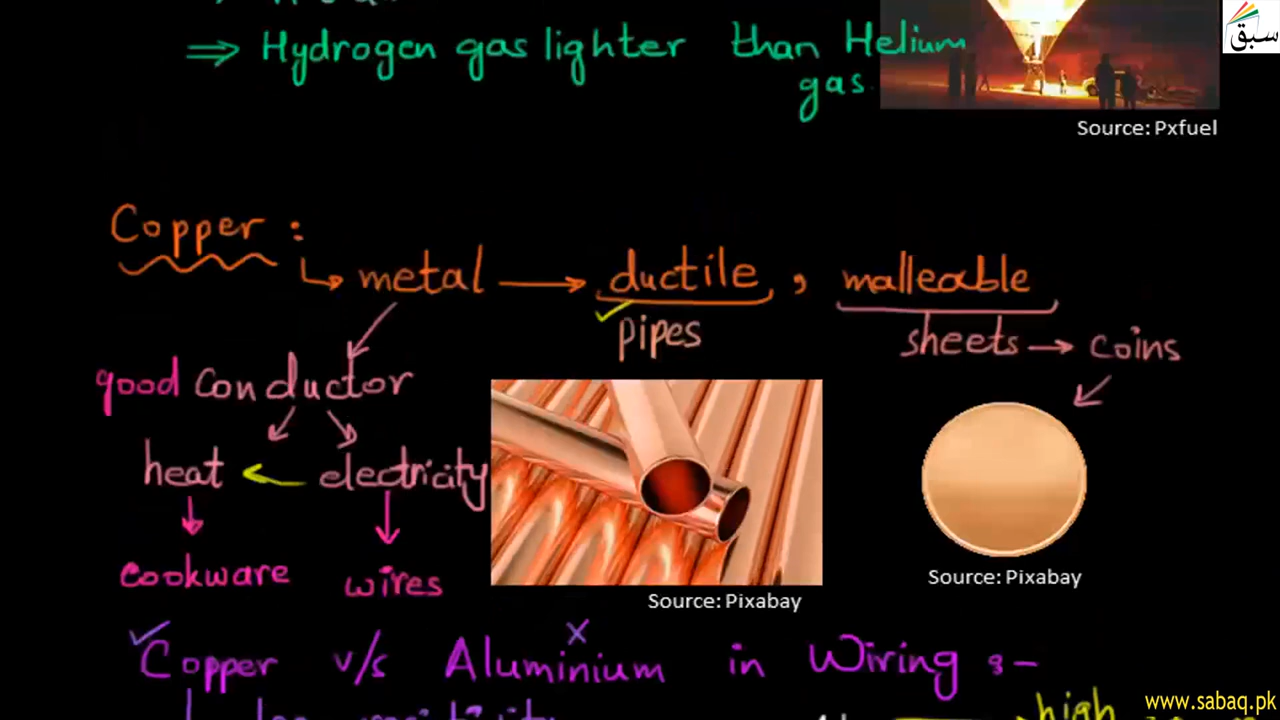 سبق
⇒ Hydrogen gas lighter than Helium
gas.
Source: Pxfuel
Copper :
↳ metal → ductile , malleable
pipes
sheets → coins
good conductor
heat ← electricity
cookware
wires
Source: Pixabay
Source: Pixabay
Copper v/s Aluminium in Wiring :-
high
www.sabaq.pk